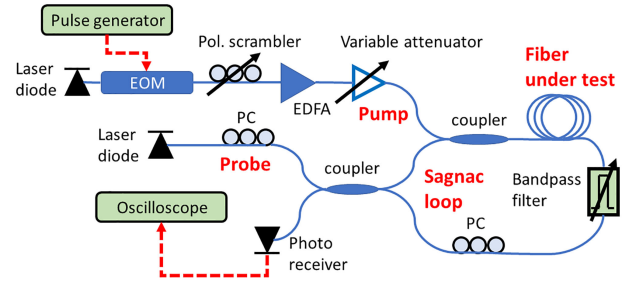 Pulse generator
Pol. scrambler
Variable attenuator
Fiber
under test
Laser
diode
EOM
EDFA
Pump
coupler
PC
Laser
diode
Probe
coupler
Sagnac
loop
Bandpass
filter
Oscilloscope
PC
Photo
receiver